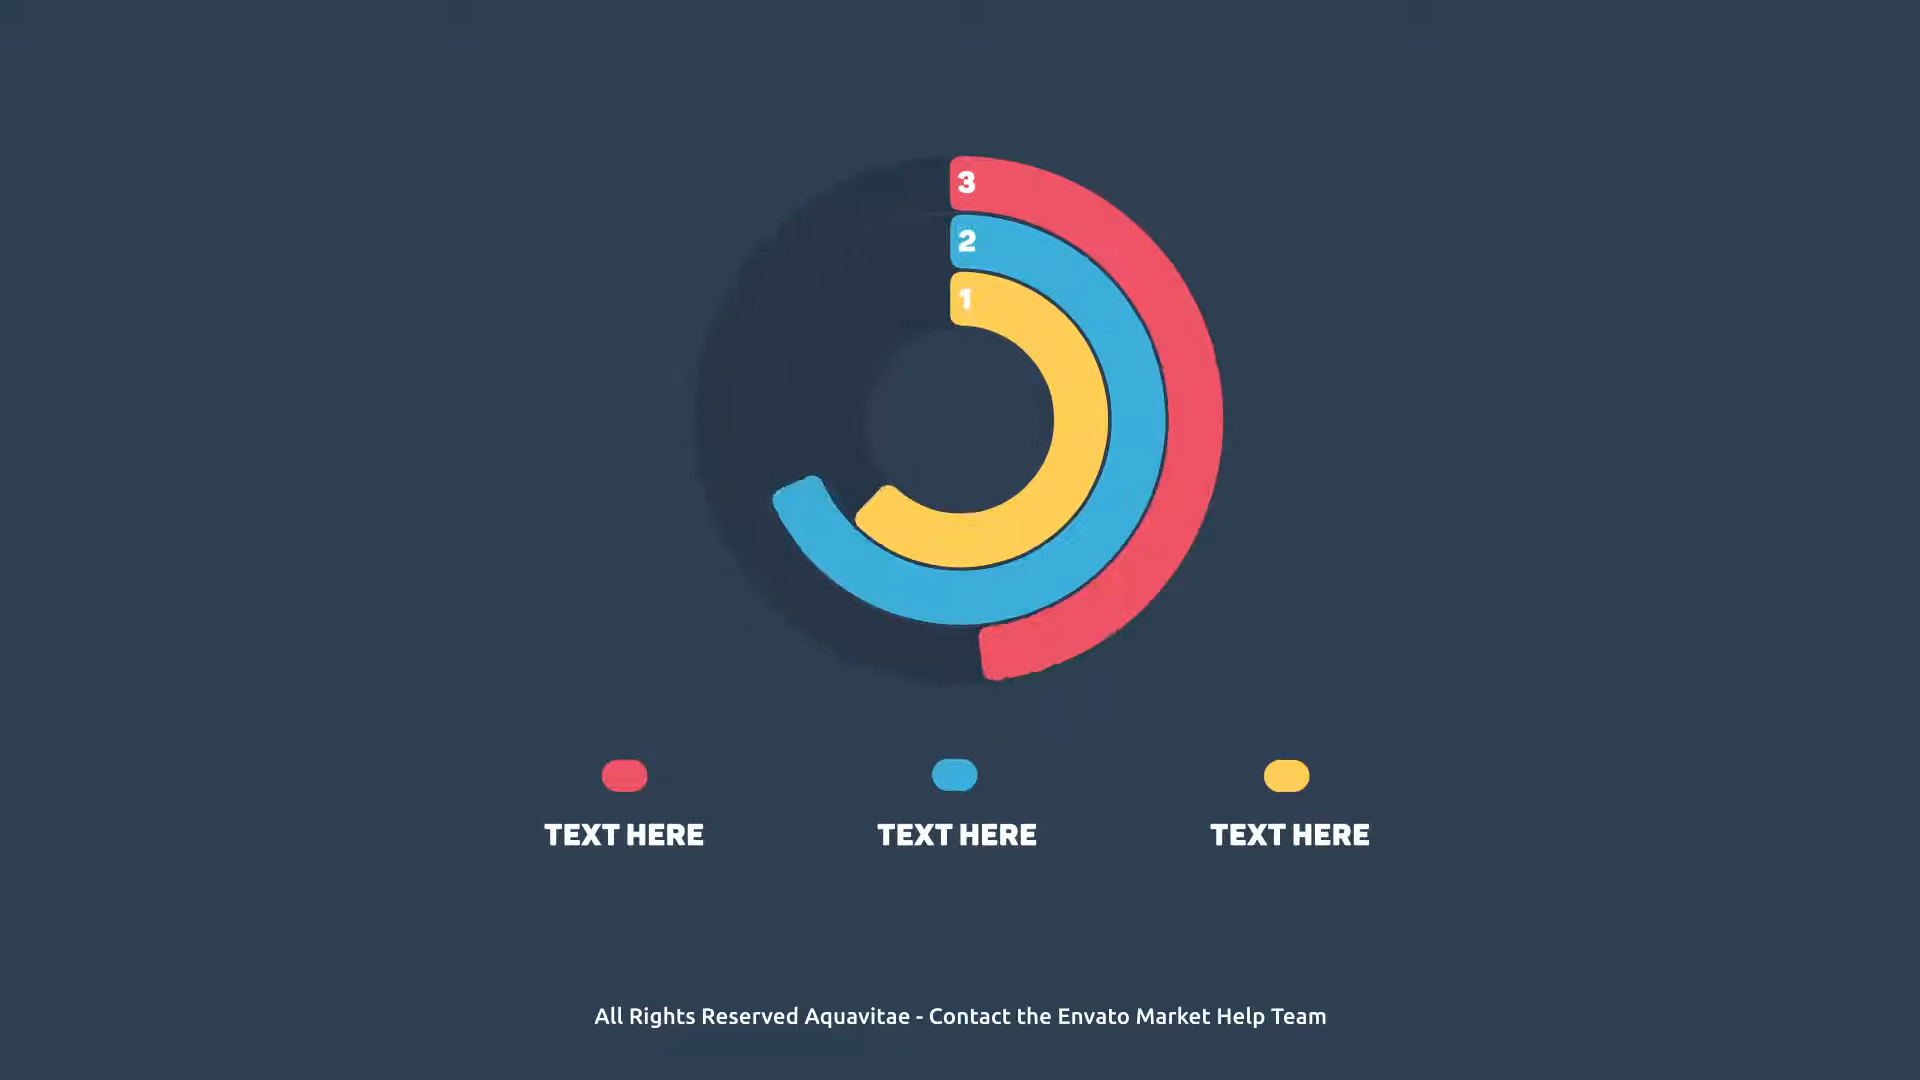 3
2
1
TEXT HERE
TEXT HERE
TEXT HERE
All Rights Reserved Aquavitae - Contact the Envato Market Help Team